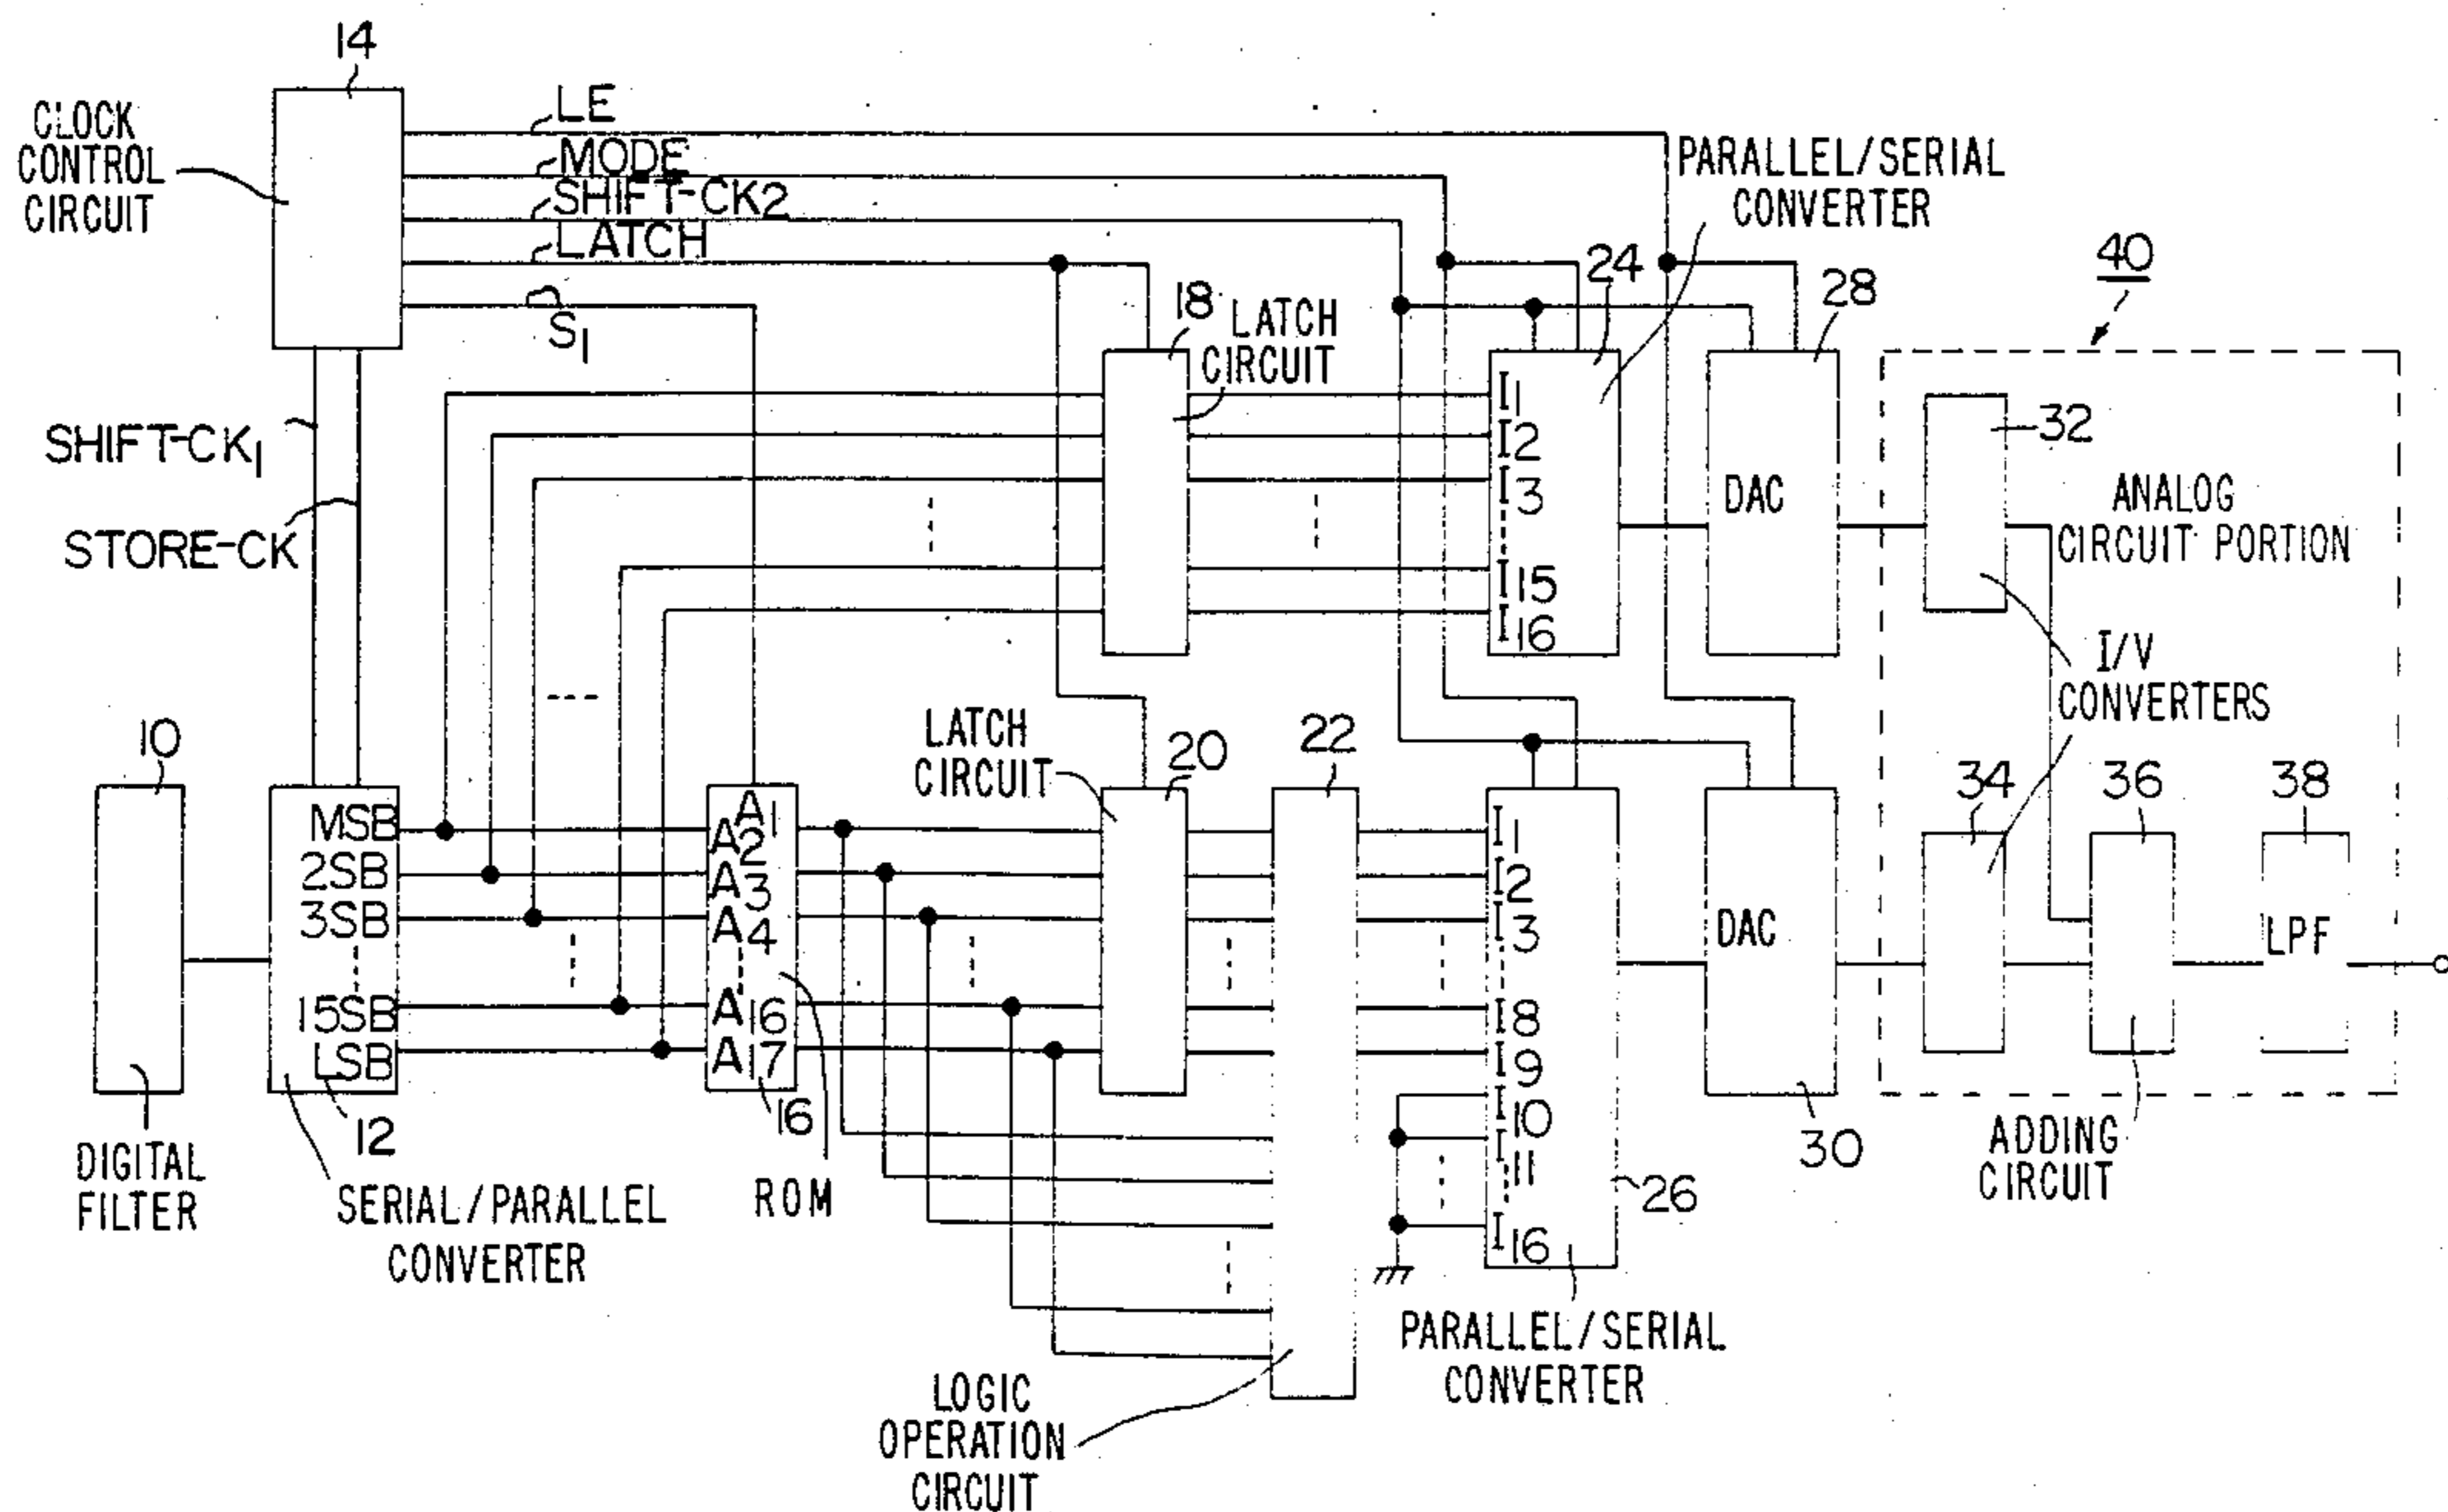 14
CLOCK
CONTROL
CIRCUIT
LE
MODE
SHIFT-CK2
LATCH
S1
PARALLEL/SERIAL
CONVERTER
40
24
28
18
LATCH
CIRCUIT
I1
I2
I3
I15
I16
DAC
32
ANALOG
CIRCUIT PORTION
SHIFT-CK1
STORE-CK
I/V
CONVERTERS
10
LATCH
CIRCUIT
20
22
34
36
38
MSB
2SB
3SB
15SB
LSB
A1
A2
A3
A4
A16
A17
I1
I2
I3
I8
I9
I10
I11
I16
DAC
LPF
12
16
30
26
DIGITAL
FILTER
SERIAL/PARALLEL
CONVERTER
ROM
ADDING
CIRCUIT
PARALLEL/SERIAL
CONVERTER
LOGIC
OPERATION
CIRCUIT